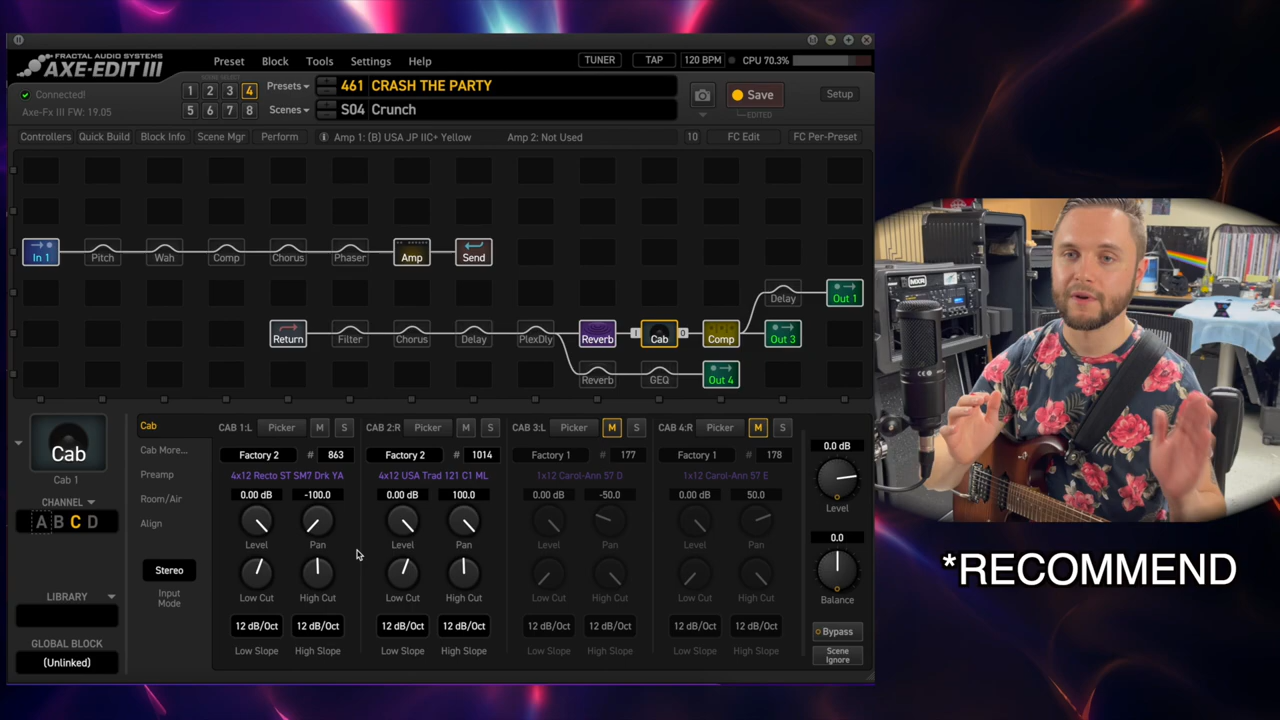 FRACTAL AUDIO SYSTEMS
AXE-EDIT III
Preset Block Tools Settings Help
TUNER TAP 120 BPM CPU 70.3%
Connected!
Axe-Fx III FW: 19.05
SCENE SELECT
1 2 3 4
5 6 7 8
Presets 461 CRASH THE PARTY
Scenes S04 Crunch
Save
EDITED
Setup
Controllers Quick Build Block Info Scene Mgr Perform
Amp 1: (B) USA JP IIC+ Yellow Amp 2: Not Used
10 FC Edit FC Per-Preset
In 1 Pitch Wah Comp Chorus Phaser Amp Send
Delay Out 1
Return Filter Chorus Delay PlexDly Reverb I Cab O Comp Out 3
Reverb GEQ Out 4
Cab
Cab 1
CHANNEL
A B C D
LIBRARY
GLOBAL BLOCK
(Unlinked)
Cab
Cab More...
Preamp
Room/Air
Align
Stereo
Input
Mode
CAB 1:L Picker M S CAB 2:R Picker M S CAB 3:L Picker M S CAB 4:R Picker M S
Factory 2 # 863 Factory 2 # 1014 Factory 1 # 177 Factory 1 # 178
4x12 Recto ST SM7 Drk YA 4x12 USA Trad 121 C1 ML 1x12 Carol-Ann 57 D 1x12 Carol-Ann 57 E
0.00 dB -100.0 0.00 dB 100.0 0.00 dB -50.0 0.00 dB 50.0
Level Pan Level Pan Level Pan Level Pan
Low Cut High Cut Low Cut High Cut Low Cut High Cut Low Cut High Cut
12 dB/Oct 12 dB/Oct 12 dB/Oct 12 dB/Oct 12 dB/Oct 12 dB/Oct 12 dB/Oct 12 dB/Oct
Low Slope High Slope Low Slope High Slope Low Slope High Slope Low Slope High Slope
0.0 dB
Level
0.0
Balance
Bypass
Scene
Ignore
MXR
*RECOMMEND